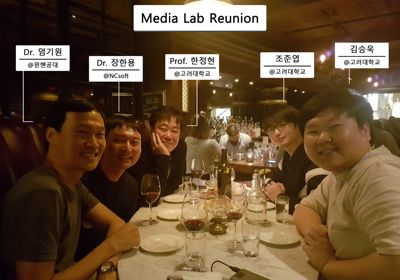 Media Lab Reunion
Dr. 엄기원
@뮌헨공대
Dr. 장한용
@NCsoft
Prof. 한정현
@고려대학교
조준엽
@고려대학교
김승욱
@고려대학교